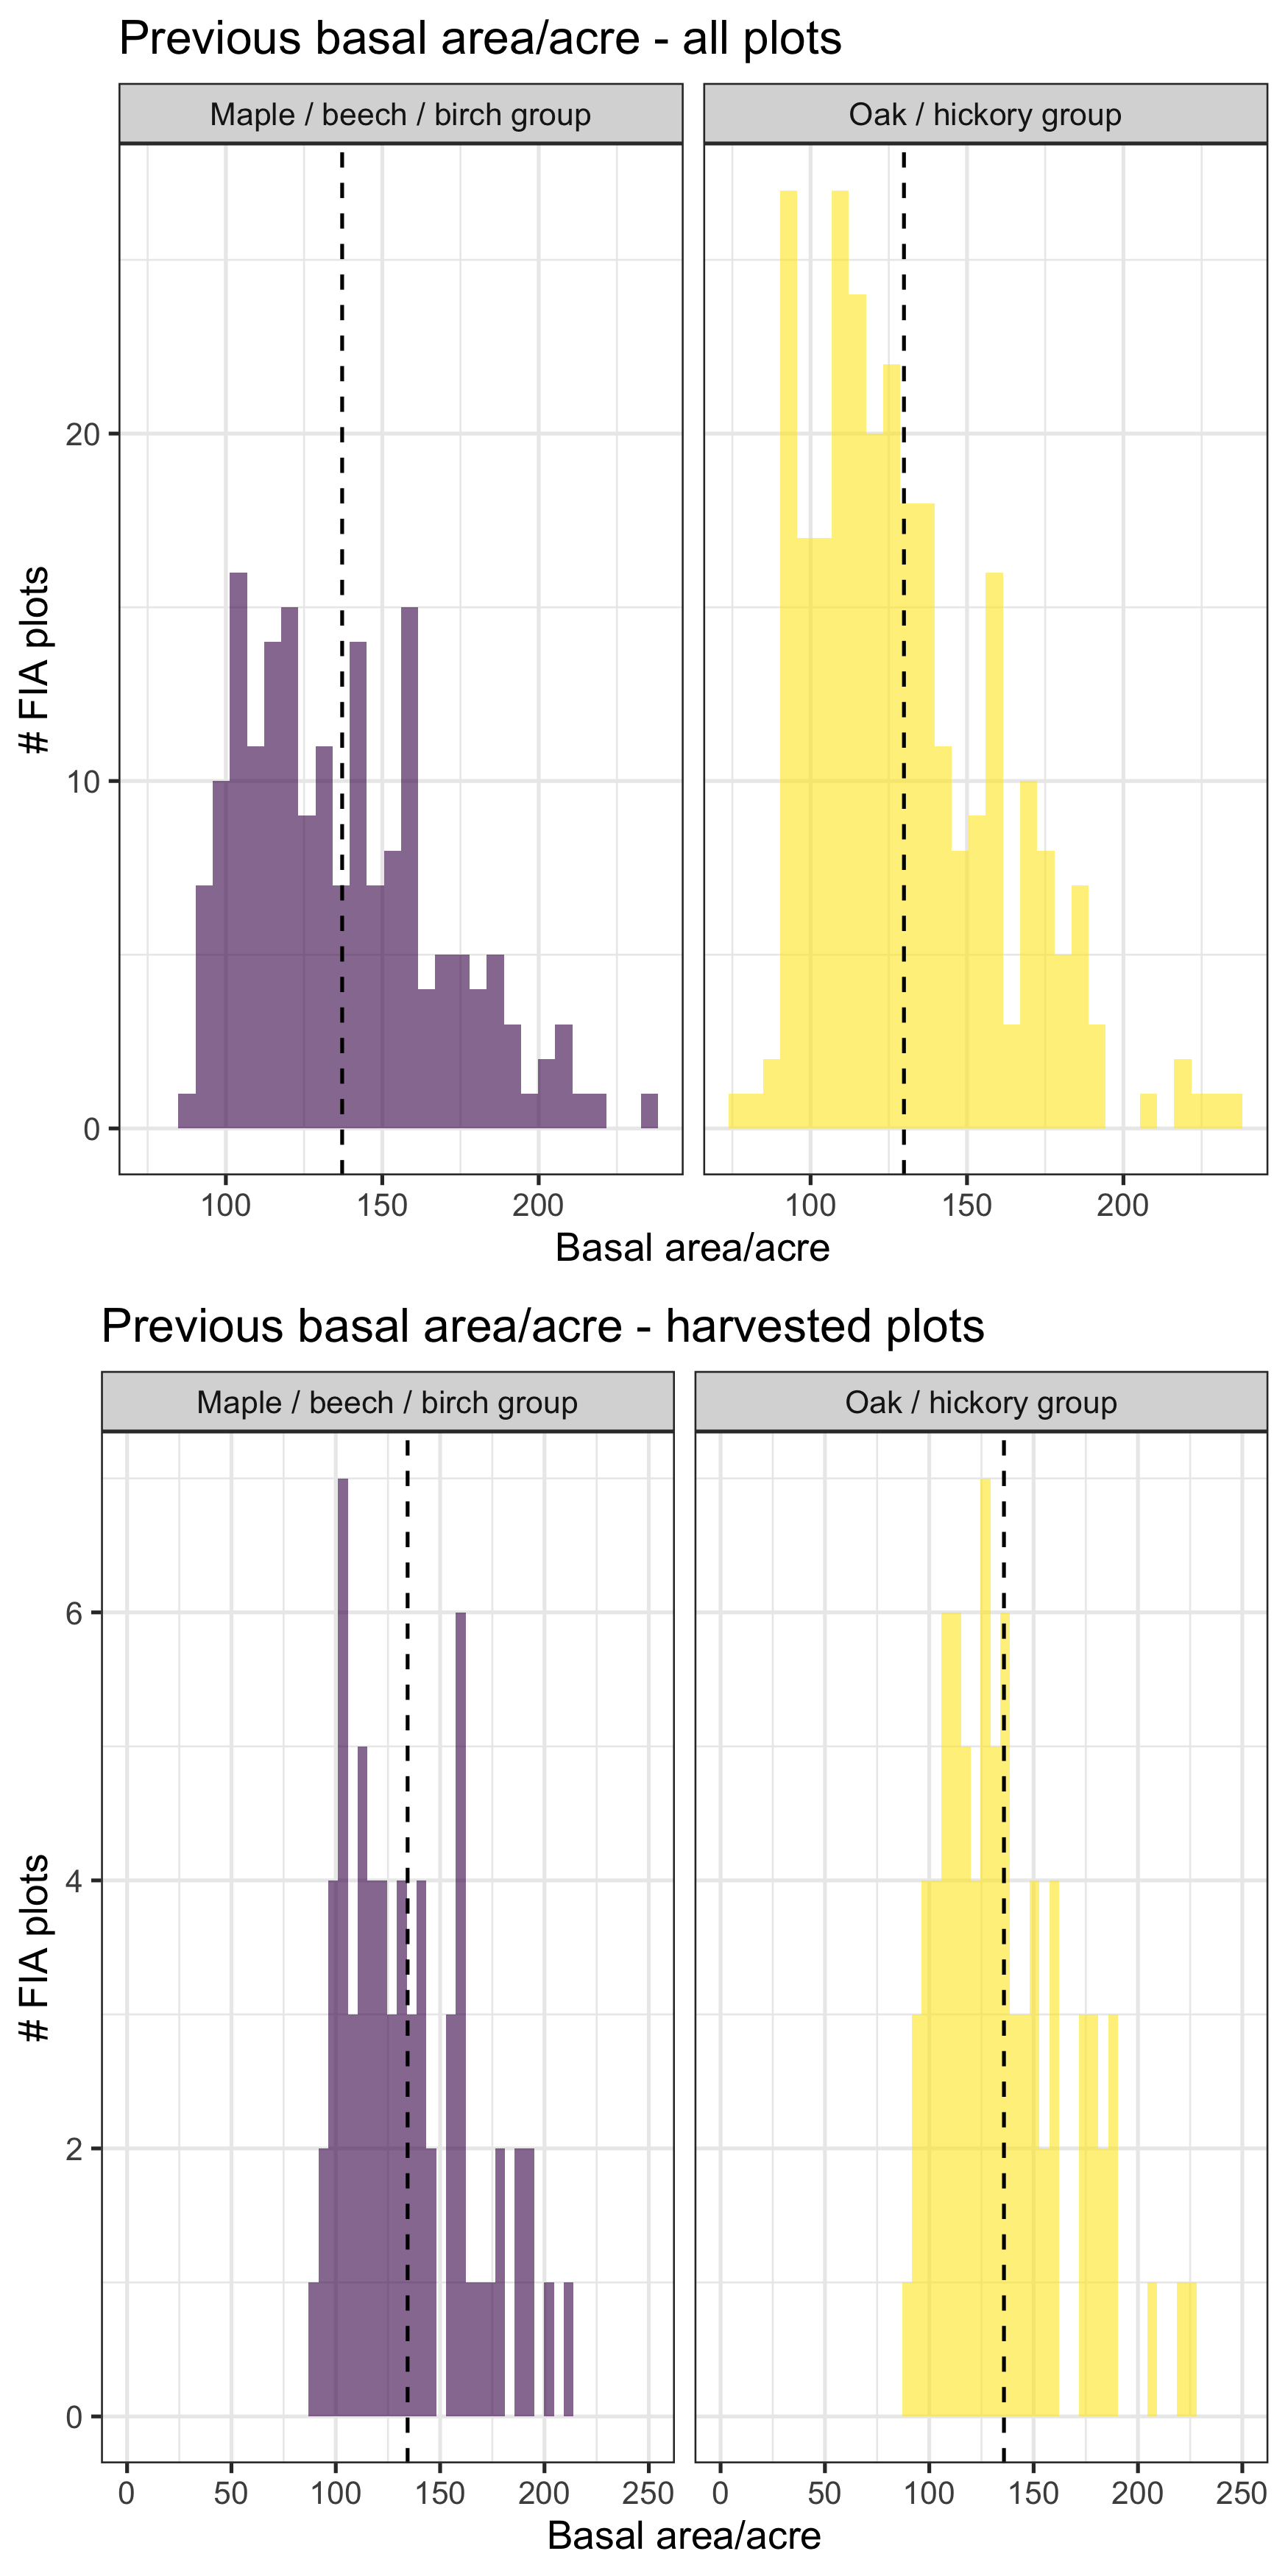 Previous basal area/acre - all plots
Maple / beech / birch group
Oak / hickory group
# FIA plots
20
10
0
100 150 200
100 150 200
Basal area/acre
Previous basal area/acre - harvested plots
Maple / beech / birch group
Oak / hickory group
# FIA plots
6
4
2
0
0 50 100 150 200 250
0 50 100 150 200 250
Basal area/acre